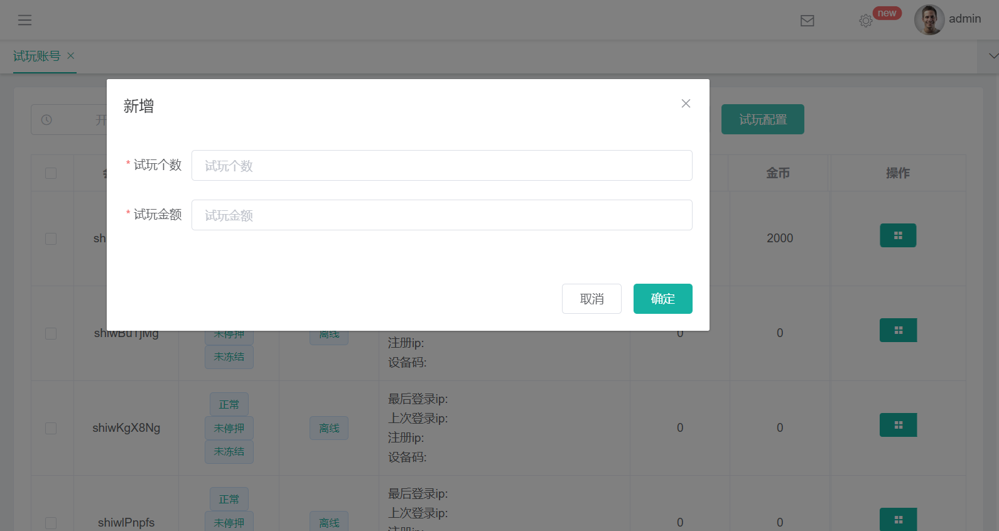 new
admin
试玩账号
新增
开
试玩配置
* 试玩个数
试玩个数
金币
操作
* 试玩金额
试玩金额
sh
2000
取消
确定
shiwBuTjMg
未停押
离线
0
0
注册ip:
未冻结
设备码:
正常
最后登录ip:
上次登录ip:
shiwKgX8Ng
未停押
离线
0
0
注册ip:
未冻结
设备码:
正常
最后登录ip:
上次登录ip:
shiwlPnpfs
未停押
离线
0
0